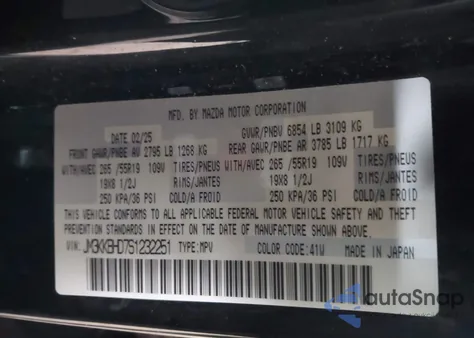 MFD. BY MAZDA MOTOR CORPORATION
DATE 02/25 GVWR/PNBV 6854 LB 3109 KG
FRONT GAWR/PNBE AV 2795 LB 1268 KG REAR GAWR/PNBE AR 3785 LB 1717 KG
WITH/AVEC 265 /55R19 109V TIRES/PNEUS WITH/AVEC 265 /55R19 109V TIRES/PNEUS
19X8 1/2J RIMS/JANTES 19X8 1/2J RIMS/JANTES
250 KPA/36 PSI COLD/A FROID 250 KPA/36 PSI COLD/A FROID
THIS VEHICLE CONFORMS TO ALL APPLICABLE FEDERAL MOTOR VEHICLE SAFETY AND THEFT
STANDARDS IN EFFECT ON THE DATE OF MANUFACTURE SHOWN ABOVE.
VIN: JM3KKBHD7S1232251 TYPE: MPV COLOR CODE: 41W MADE IN JAPAN
autaSnap